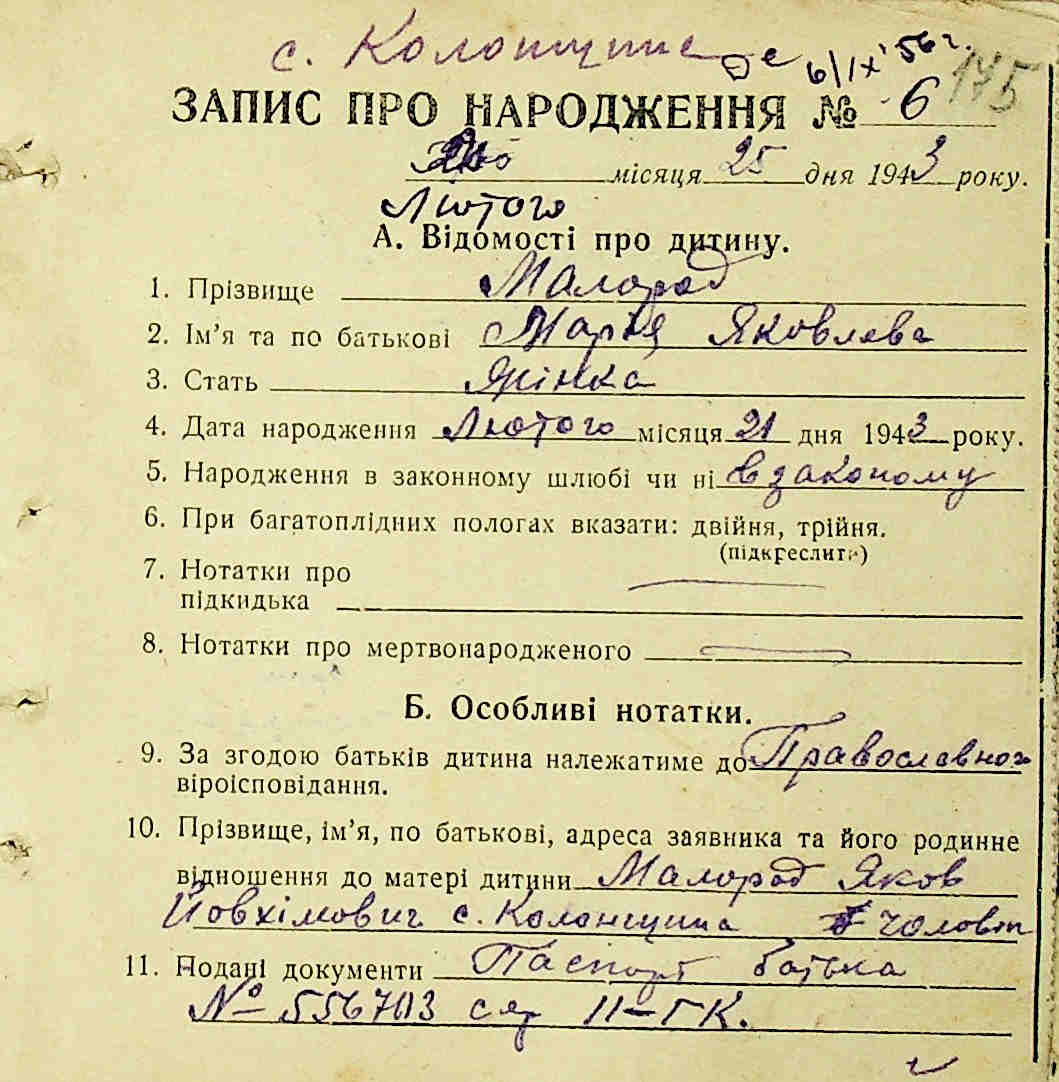 с. Колонщина 6/IX 56 г. 175
ЗАПИС ПРО НАРОДЖЕННЯ № 6
місяця 25 дня 1943 року.
Лютого
А. Відомості про дитину.
1. Прізвище Малорад
2. Ім’я та по батькові Марія Яковлева
3. Стать Жінка
4. Дата народження Лютого місяця 21 дня 1943 року.
5. Народження в законному шлюбі чи ні в законому
6. При багатоплідних пологах вказати: двійня, трійня.
(підкреслити)
7. Нотатки про
підкидька
8. Нотатки про мертвонародженого
Б. Особливі нотатки.
9. За згодою батьків дитина належатиме до Православного
віроісповідання.
10. Прізвище, ім’я, по батькові, адреса заявника та його родинне
відношення до матері дитини Малорад Яков
Йовхімович с. Колонщина чоловік
11. Подані документи Паспорт батька
№ 556703 сер II-ГК.